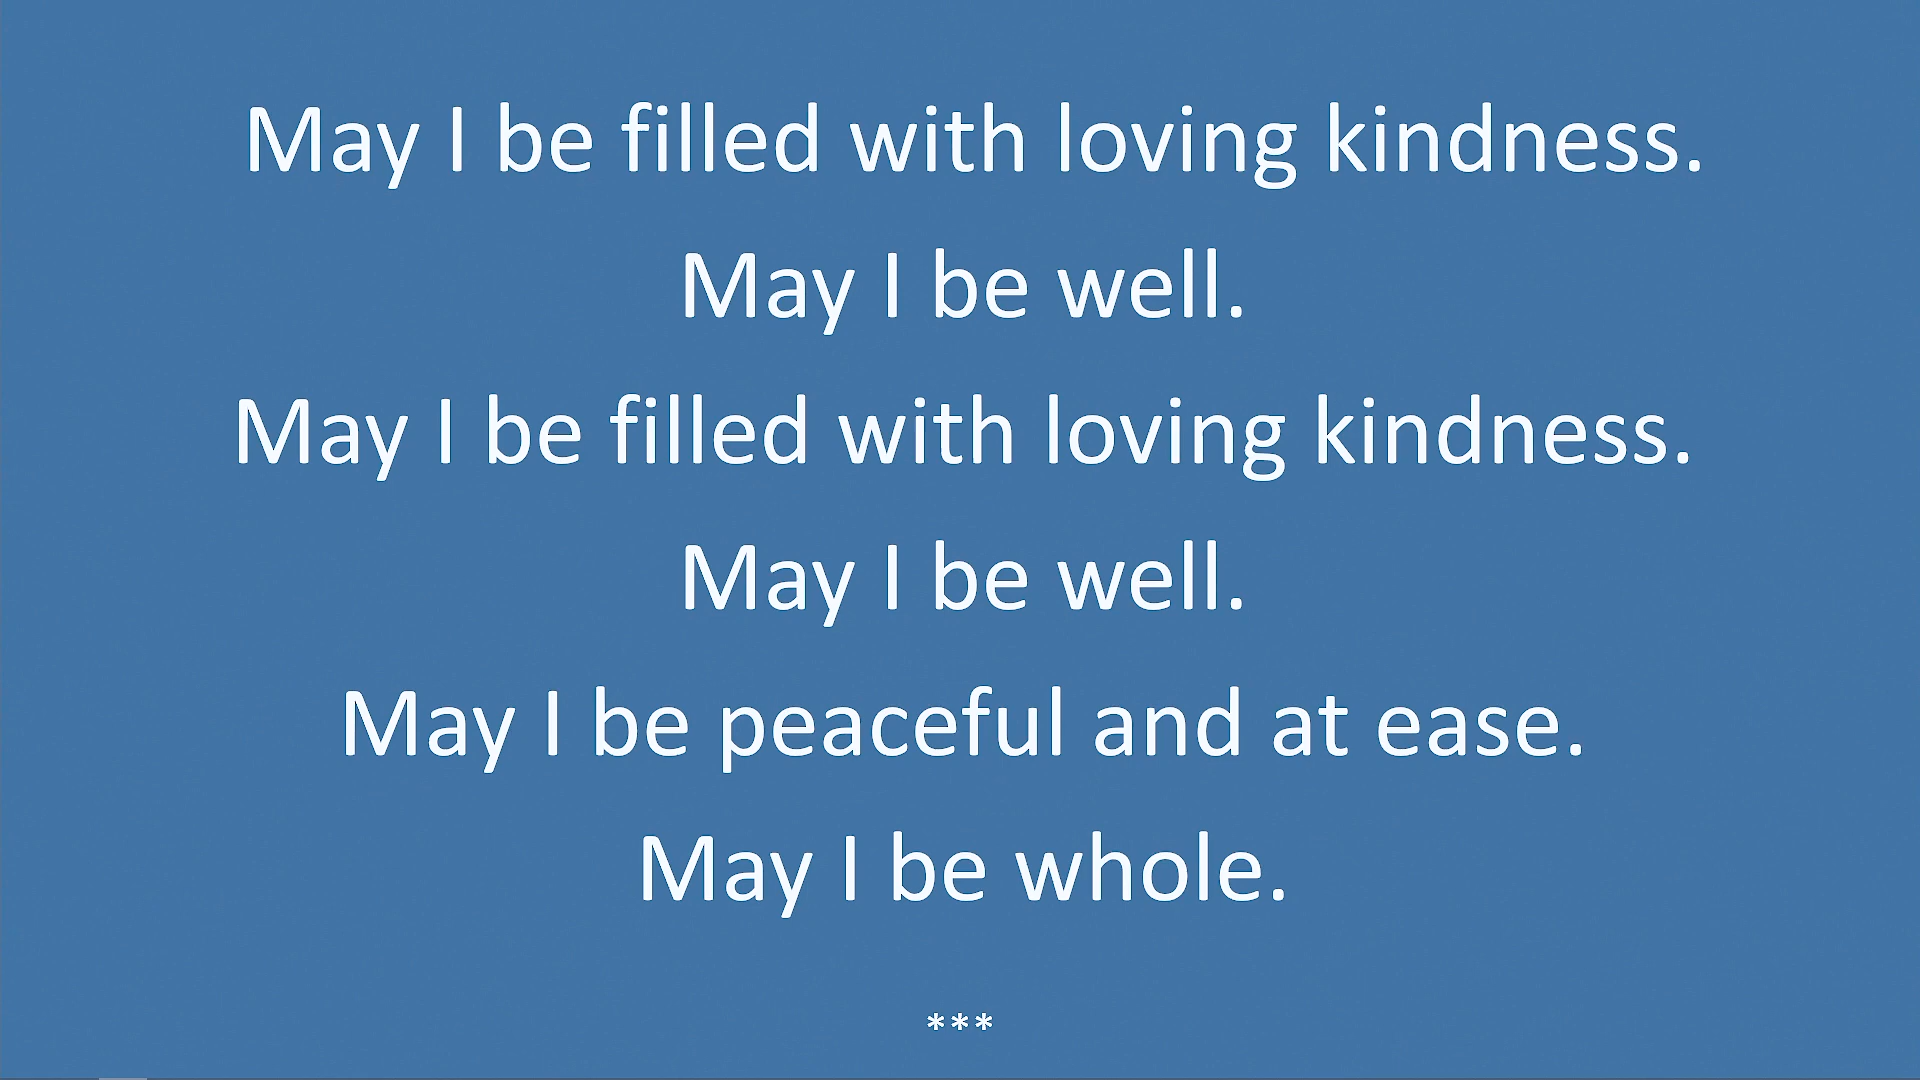 May I be filled with loving kindness.
May I be well.
May I be filled with loving kindness.
May I be well.
May I be peaceful and at ease.
May I be whole.
***